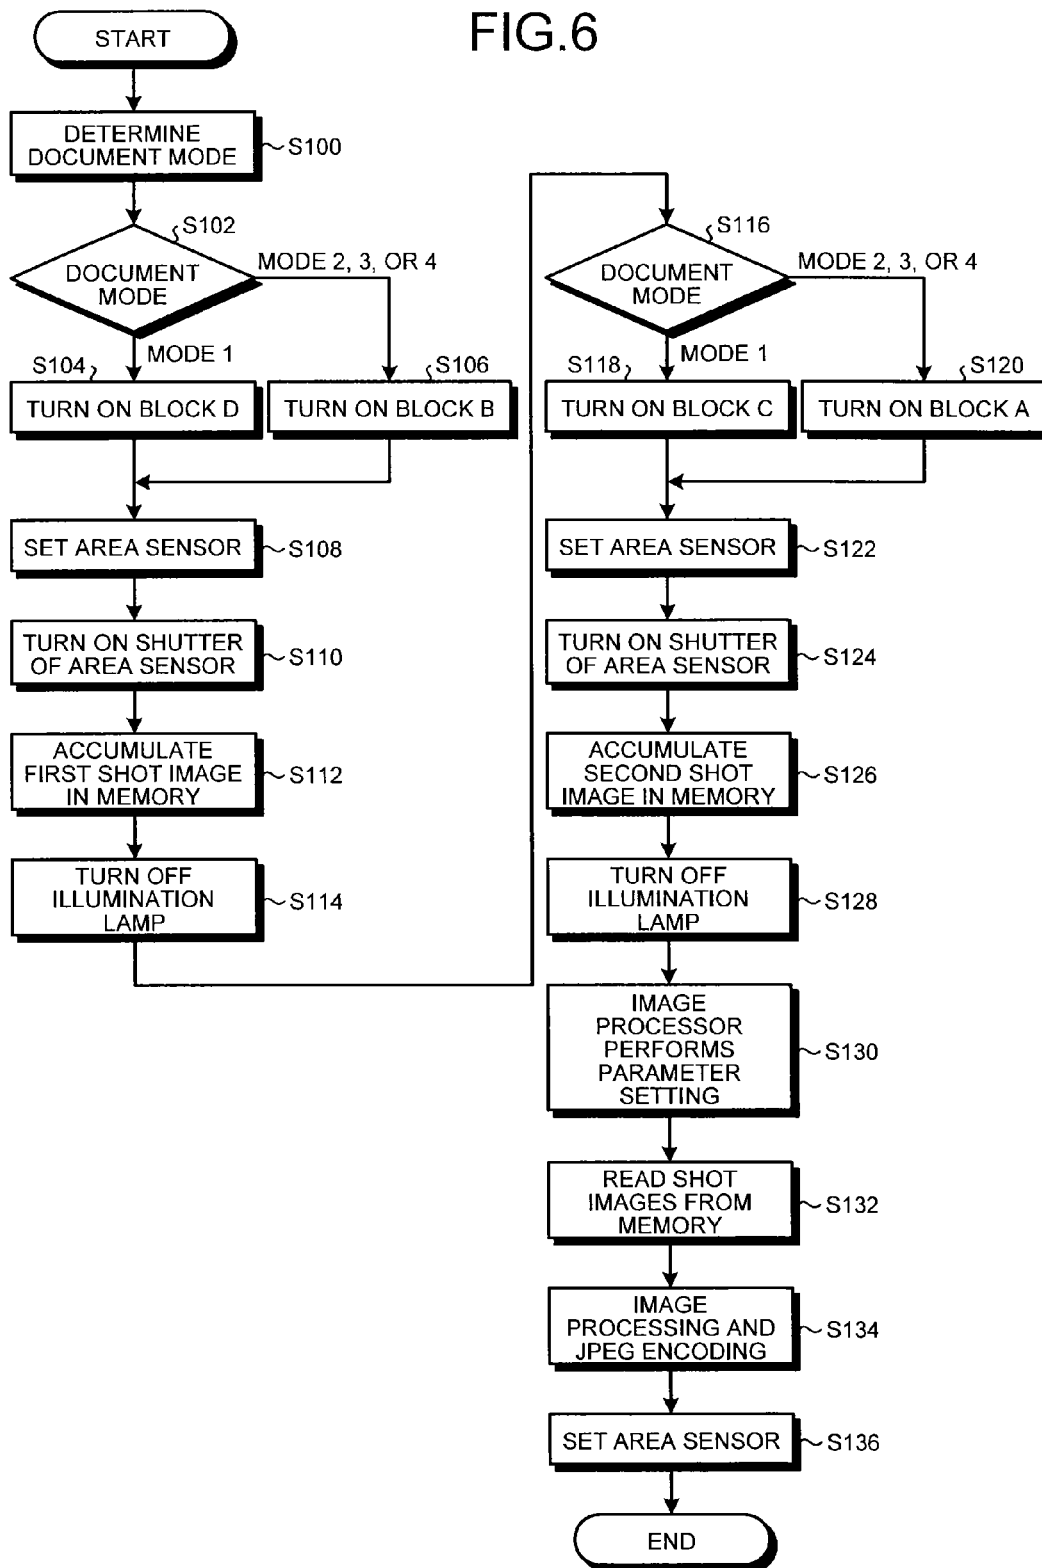 FIG.6
START
DETERMINE
DOCUMENT MODE
S100
S102
DOCUMENT
MODE
MODE 2, 3, OR 4
MODE 1
S104
TURN ON BLOCK D
S106
TURN ON BLOCK B
SET AREA SENSOR
S108
TURN ON SHUTTER
OF AREA SENSOR
S110
ACCUMULATE
FIRST SHOT IMAGE
IN MEMORY
S112
TURN OFF
ILLUMINATION
LAMP
S114
S116
DOCUMENT
MODE
MODE 2, 3, OR 4
MODE 1
S118
TURN ON BLOCK C
S120
TURN ON BLOCK A
SET AREA SENSOR
S122
TURN ON SHUTTER
OF AREA SENSOR
S124
ACCUMULATE
SECOND SHOT
IMAGE IN MEMORY
S126
TURN OFF
ILLUMINATION
LAMP
S128
IMAGE
PROCESSOR
PERFORMS
PARAMETER
SETTING
S130
READ SHOT
IMAGES FROM
MEMORY
S132
IMAGE
PROCESSING AND
JPEG ENCODING
S134
SET AREA SENSOR
S136
END